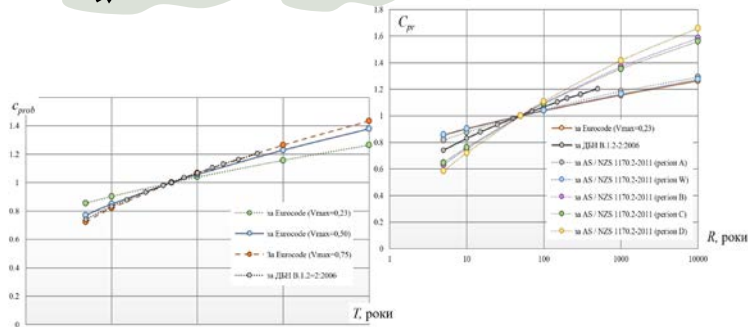 C_prob
1.4
1.2
1
0.8
0.6
0.4
0.2
0
за Eurocode (Vmax=0,23)
за Eurocode (Vmax=0,50)
За Eurocode (Vmax=0,75)
за ДБН В.1.2=2:2006
T, роки
C_pr
1.8
1.6
1.4
1.2
1
0.8
0.6
0.4
0.2
0
за Eurocode (Vmax=0,23)
за ДБН В.1.2-2:2006
за AS / NZS 1170.2-2011 (регіон A)
за AS / NZS 1170.2-2011 (регіон W)
за AS / NZS 1170.2-2011 (регіон B)
за AS / NZS 1170.2-2011 (регіон C)
за AS / NZS 1170.2-2011 (регіон D)
R, роки
1 10 100 1000 10000